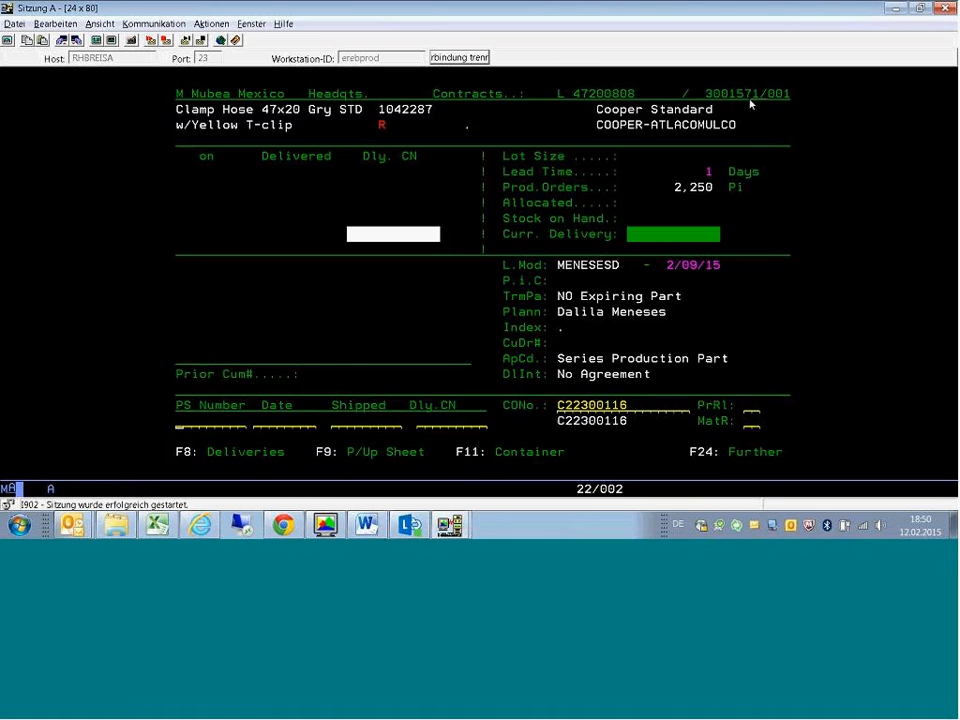 Sitzung A - [24 x 80]
Datei Bearbeiten Ansicht Kommunikation Aktionen Fenster Hilfe
Host: RHBREISA Port: 23 Workstation-ID: erebprod rbindung trenr
M Mubea Mexico Headqts. Contracts..: L 47200808 / 3001571/001
Clamp Hose 47x20 Gry STD 1042287 Cooper Standard
w/Yellow T-clip R . COOPER-ATLACOMULCO
on Delivered Dly. CN ! Lot Size .....:
! Lead Time.....: 1 Days
! Prod.Orders...: 2,250 Pi
! Allocated.....:
! Stock on Hand.:
! Curr. Delivery:
!
L.Mod: MENESESD - 2/09/15
P.i.C:
TrmPa: NO Expiring Part
Plann: Dalila Meneses
Index: .
CuDr#:
ApCd.: Series Production Part
Prior Cum#.....: DlInt: No Agreement
PS Number Date Shipped Dly.CN CONo.: C22300116 PrRl:
C22300116 MatR:
F8: Deliveries F9: P/Up Sheet F11: Container F24: Further
MA A 22/002
I902 - Sitzung wurde erfolgreich gestartet.
DE 18:50
12.02.2015